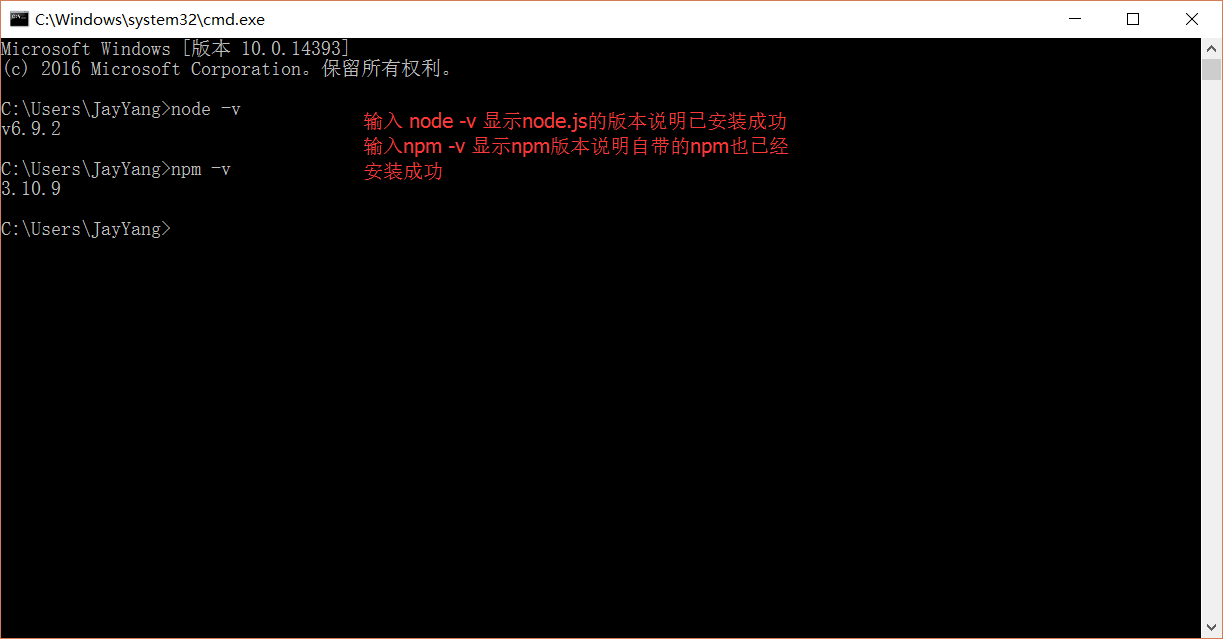 C:\Windows\system32\cmd.exe
Microsoft Windows [版本 10.0.14393]
(c) 2016 Microsoft Corporation。保留所有权利。
C:\Users\JayYang>node -v
v6.9.2
输入 node -v 显示node.js的版本说明已安装成功
输入npm -v 显示npm版本说明自带的npm也已经
安装成功
C:\Users\JayYang>npm -v
3.10.9
C:\Users\JayYang>